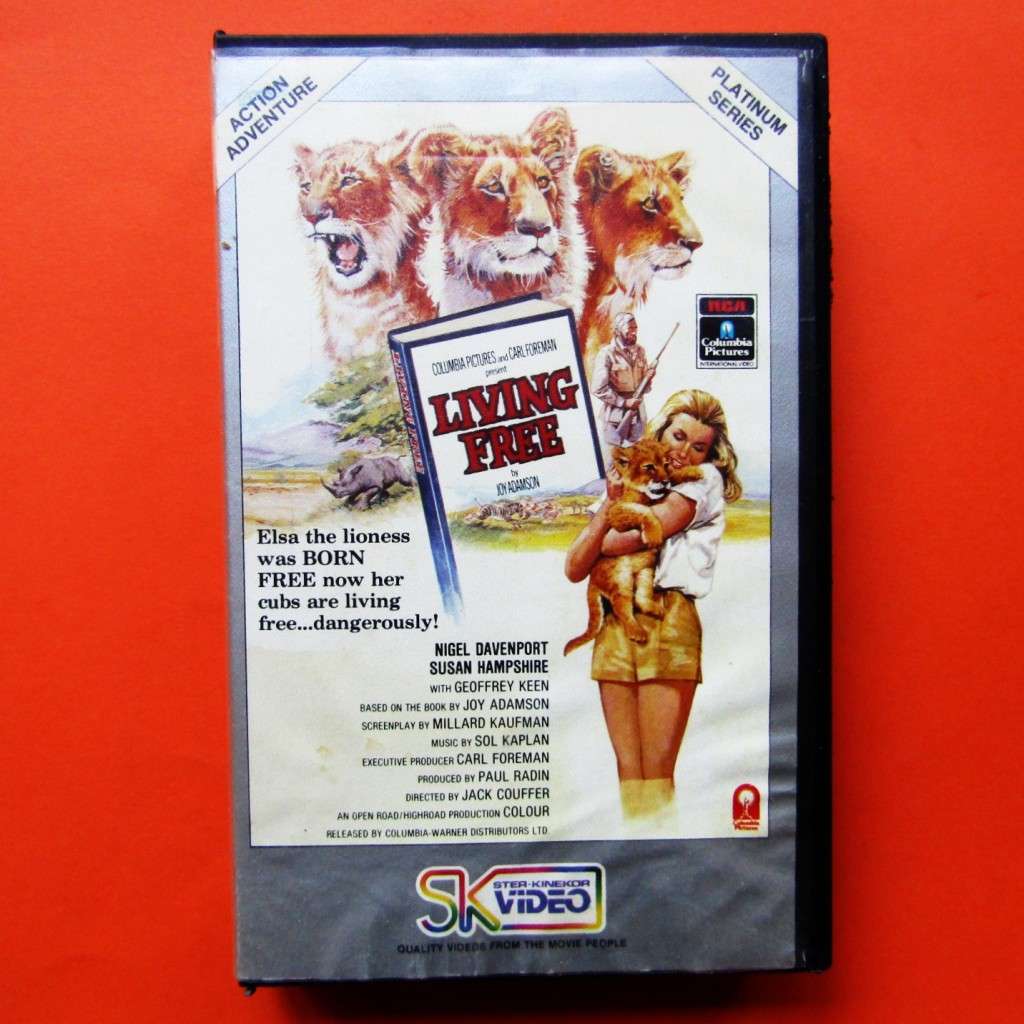 ACTION
ADVENTURE
PLATINUM
SERIES
RCA
Columbia
Pictures
INTERNATIONAL VIDEO
COLUMBIA PICTURES and CARL FOREMAN
present
LIVING
FREE
by
JOY ADAMSON
Elsa the lioness
was BORN
FREE now her
cubs are living
free...dangerously!
NIGEL DAVENPORT
SUSAN HAMPSHIRE
WITH GEOFFREY KEEN
BASED ON THE BOOK BY JOY ADAMSON
SCREENPLAY BY MILLARD KAUFMAN
MUSIC BY SOL KAPLAN
EXECUTIVE PRODUCER CARL FOREMAN
PRODUCED BY PAUL RADIN
DIRECTED BY JACK COUFFER
AN OPEN ROAD/HIGHROAD PRODUCTION COLOUR
RELEASED BY COLUMBIA-WARNER DISTRIBUTORS LTD.
Columbia
Pictures
SK
STER-KINEKOR
VIDEO
QUALITY VIDEOS FROM THE MOVIE PEOPLE